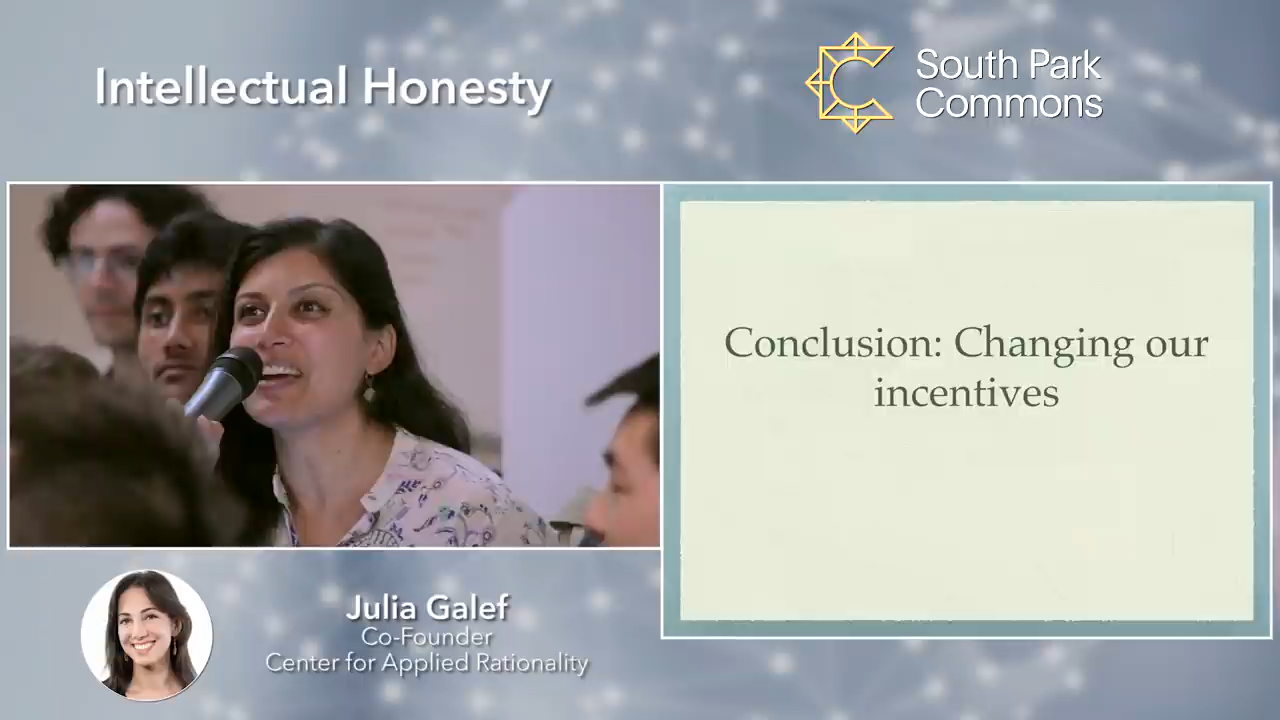 Intellectual Honesty
South Park
Commons
Conclusion: Changing our
incentives
Julia Galef
Co-Founder
Center for Applied Rationality